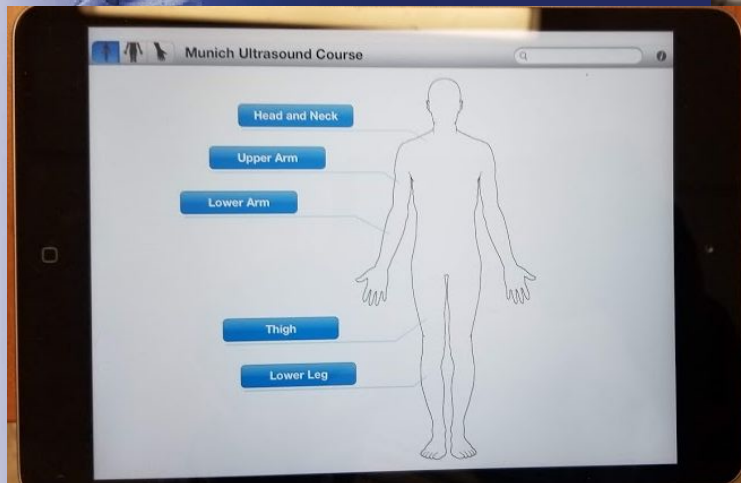 Munich Ultrasound Course
Head and Neck
Upper Arm
Lower Arm
Thigh
Lower Leg